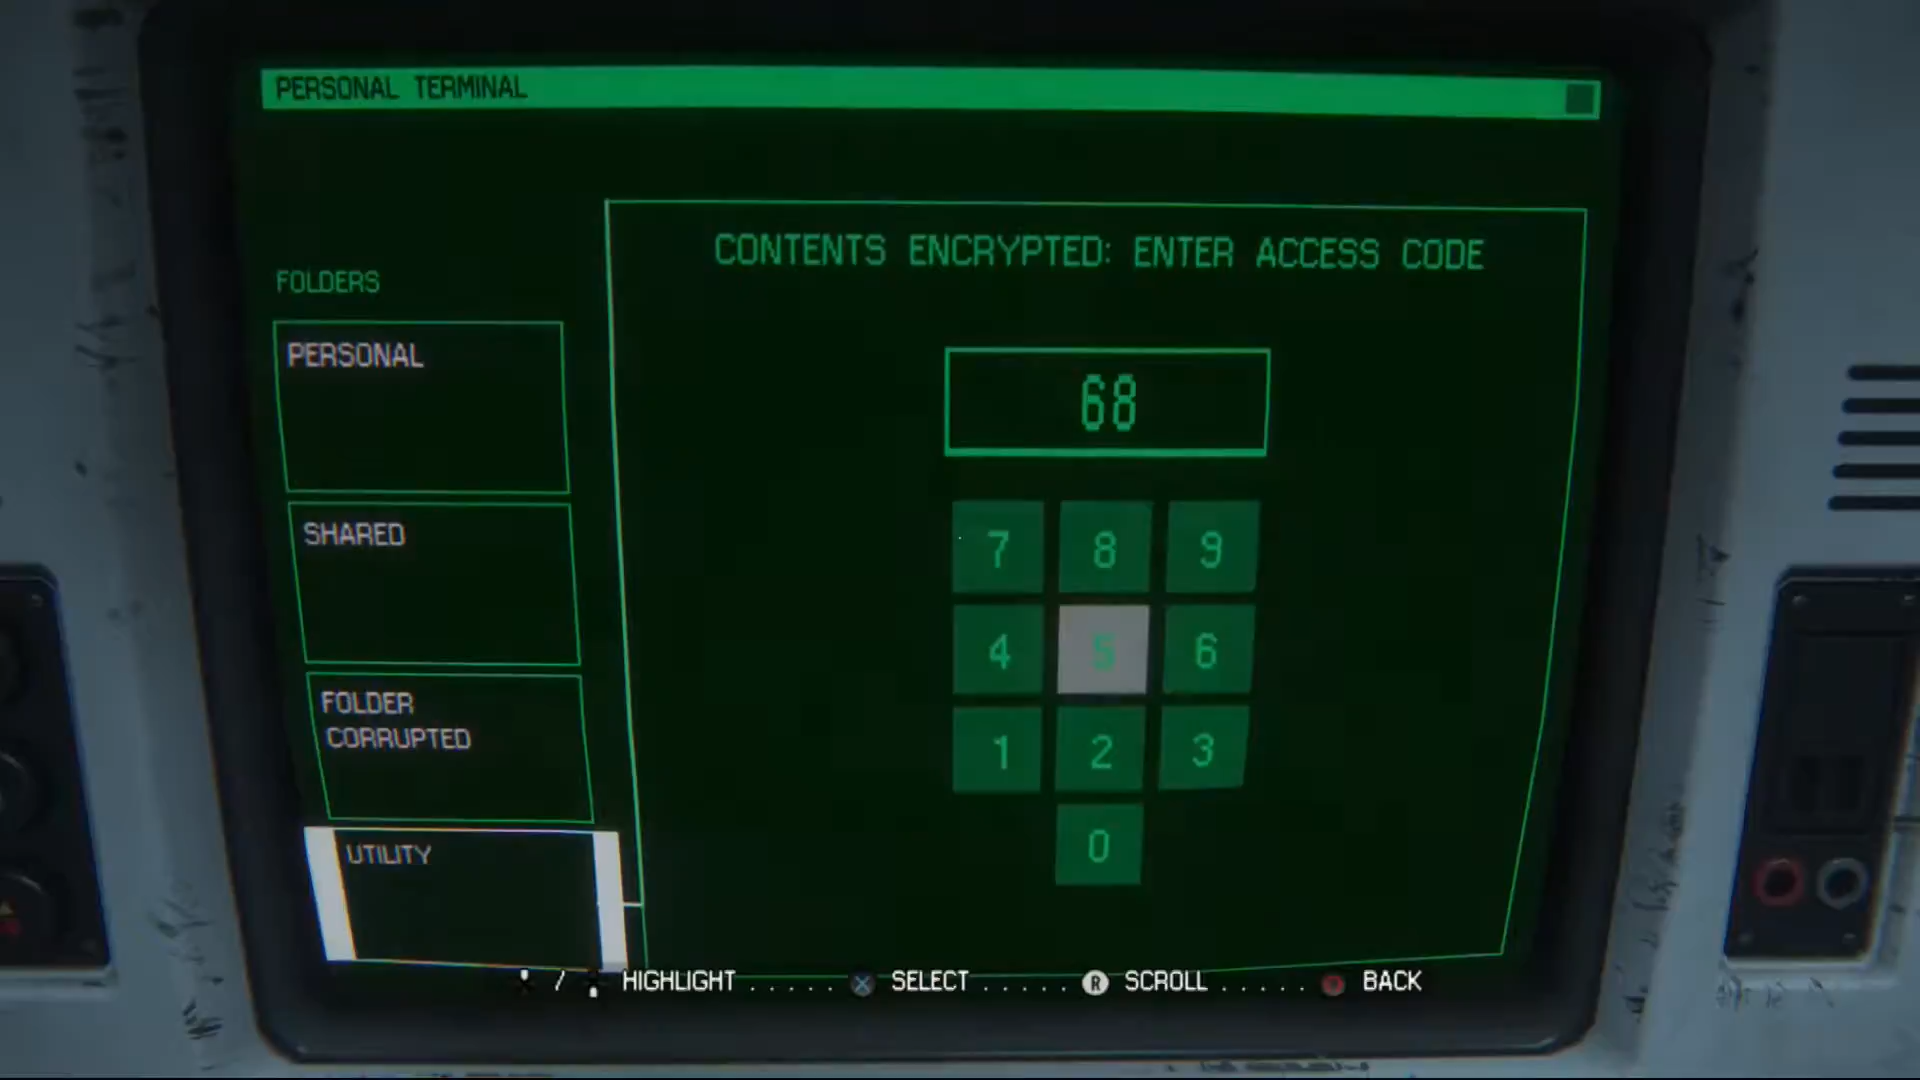 PERSONAL TERMINAL
CONTENTS ENCRYPTED: ENTER ACCESS CODE
FOLDERS
PERSONAL
SHARED
FOLDER
CORRUPTED
UTILITY
68
7 8 9
4 5 6
1 2 3
0
/ HIGHLIGHT ..... SELECT ..... R SCROLL ..... BACK